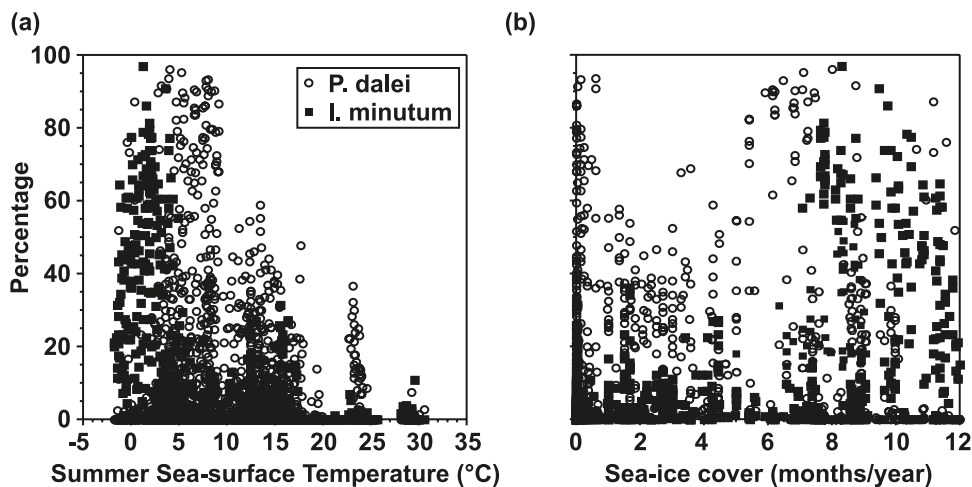 (a)
(b)
P. dalei
I. minutum
Percentage
100
80
60
40
20
0
-5 0 5 10 15 20 25 30 35
0 2 4 6 8 10 12
Summer Sea-surface Temperature (°C)
Sea-ice cover (months/year)